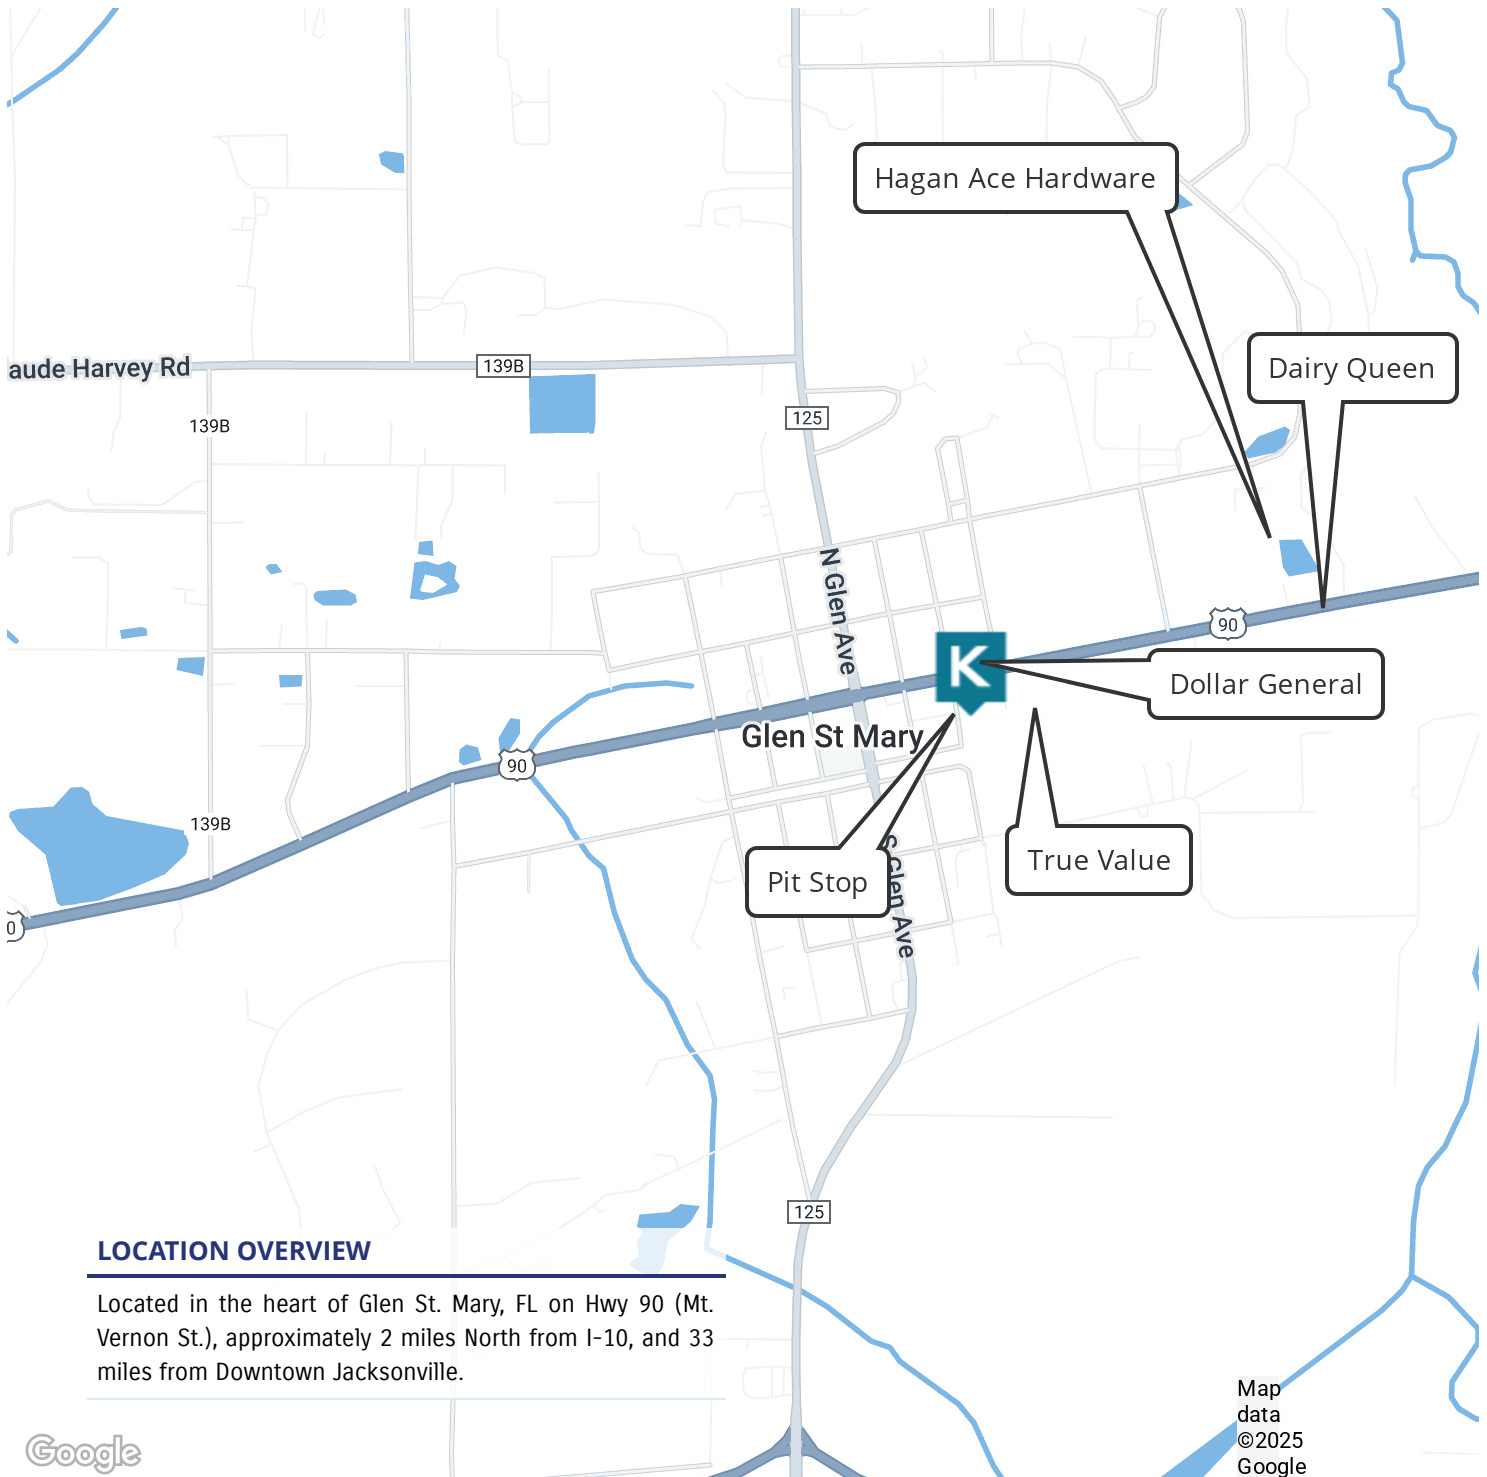 Hagan Ace Hardware
Dairy Queen
aude Harvey Rd
139B
125
139B
N Glen Ave
90
K
Dollar General
Glen St Mary
90
139B
True Value
Pit Stop
S Glen Ave
0
125
LOCATION OVERVIEW
Located in the heart of Glen St. Mary, FL on Hwy 90 (Mt.
Vernon St.), approximately 2 miles North from I-10, and 33
miles from Downtown Jacksonville.
Map
data
©2025
Google
Google